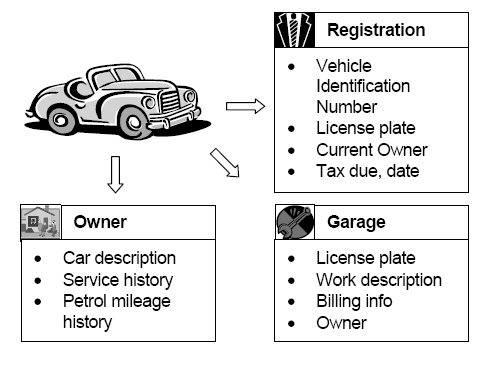 Registration
• Vehicle
Identification
Number
• License plate
• Current Owner
• Tax due, date
Owner
• Car description
• Service history
• Petrol mileage
history
Garage
• License plate
• Work description
• Billing info
• Owner